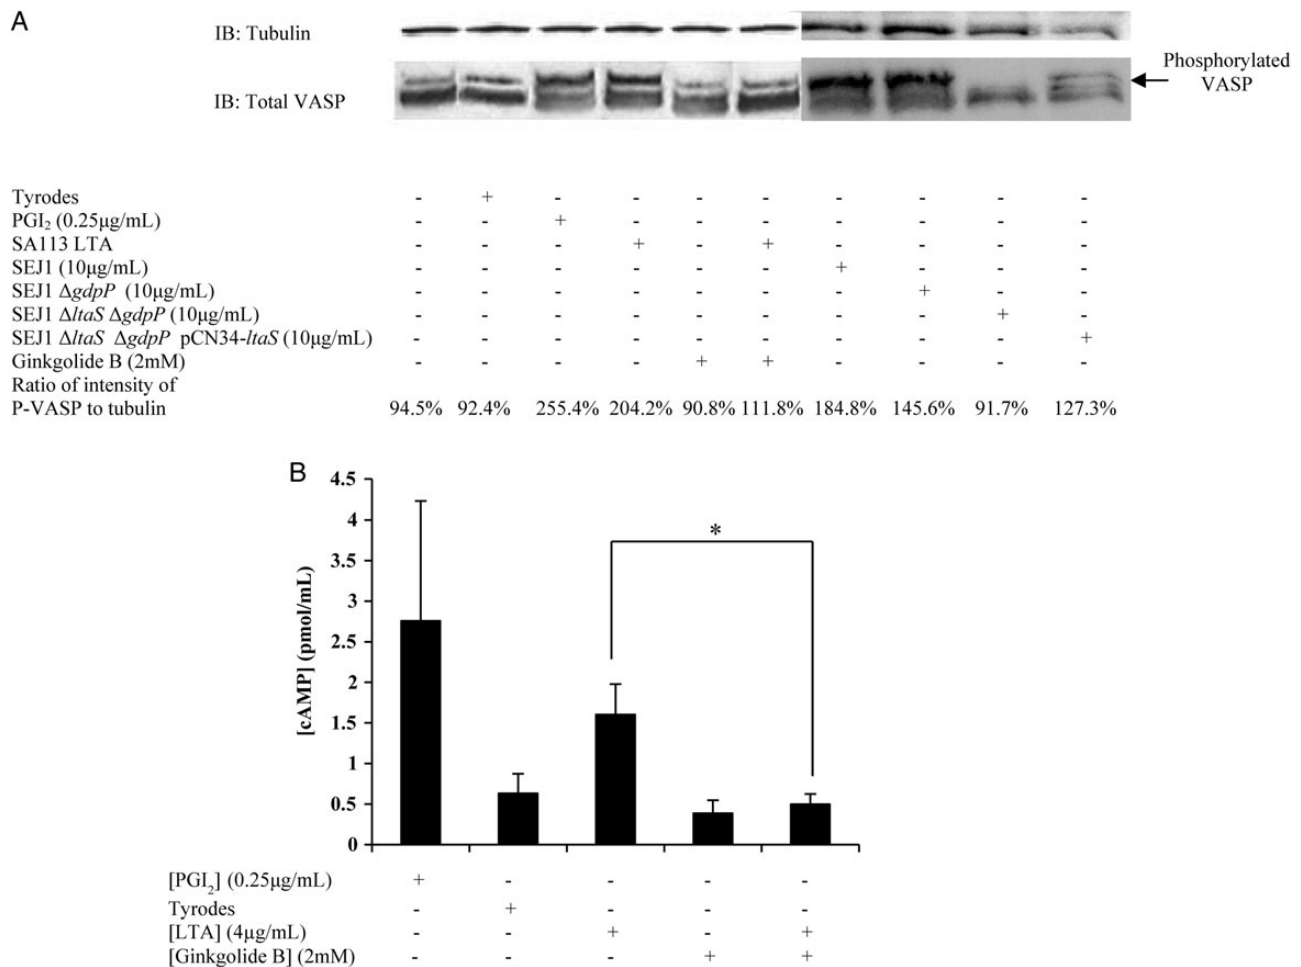 A
IB: Tubulin
IB: Total VASP
Phosphorylated
VASP
Tyrodes - + - - - - - - - -
PGI₂ (0.25µg/mL) - - + - - - - - - -
SA113 LTA - - - + - + - - - -
SEJ1 (10µg/mL) - - - - - - + - - -
SEJ1 ΔgdpP (10µg/mL) - - - - - - - + - -
SEJ1 ΔltaS ΔgdpP (10µg/mL) - - - - - - - - + -
SEJ1 ΔltaS ΔgdpP pCN34-ltaS (10µg/mL) - - - - - - - - - +
Ginkgolide B (2mM) - - - - + + - - - -
Ratio of intensity of
P-VASP to tubulin 94.5% 92.4% 255.4% 204.2% 90.8% 111.8% 184.8% 145.6% 91.7% 127.3%
B
[cAMP] (pmol/mL)
4.5
4
3.5
3
2.5
2
1.5
1
0.5
0
*
[PGI₂] (0.25µg/mL) + - - - -
Tyrodes - + - - -
[LTA] (4µg/mL) - - + - +
[Ginkgolide B] (2mM) - - - + +